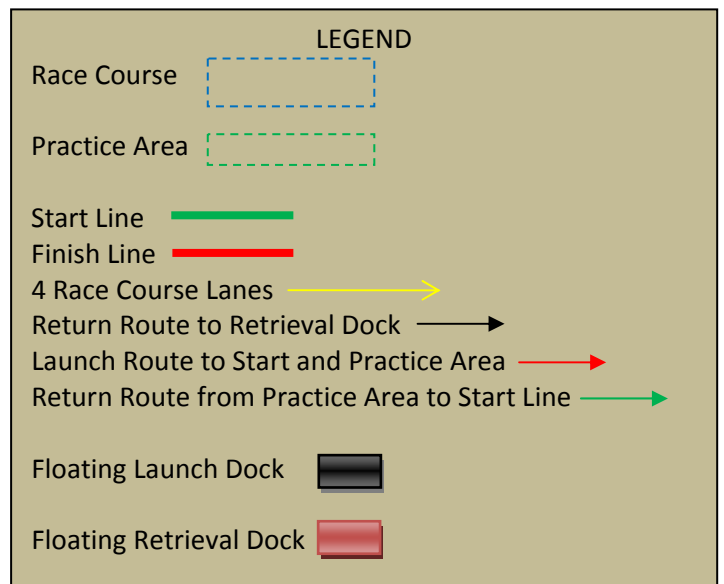 LEGEND
Race Course
Practice Area
Start Line
Finish Line
4 Race Course Lanes
Return Route to Retrieval Dock
Launch Route to Start and Practice Area
Return Route from Practice Area to Start Line
Floating Launch Dock
Floating Retrieval Dock